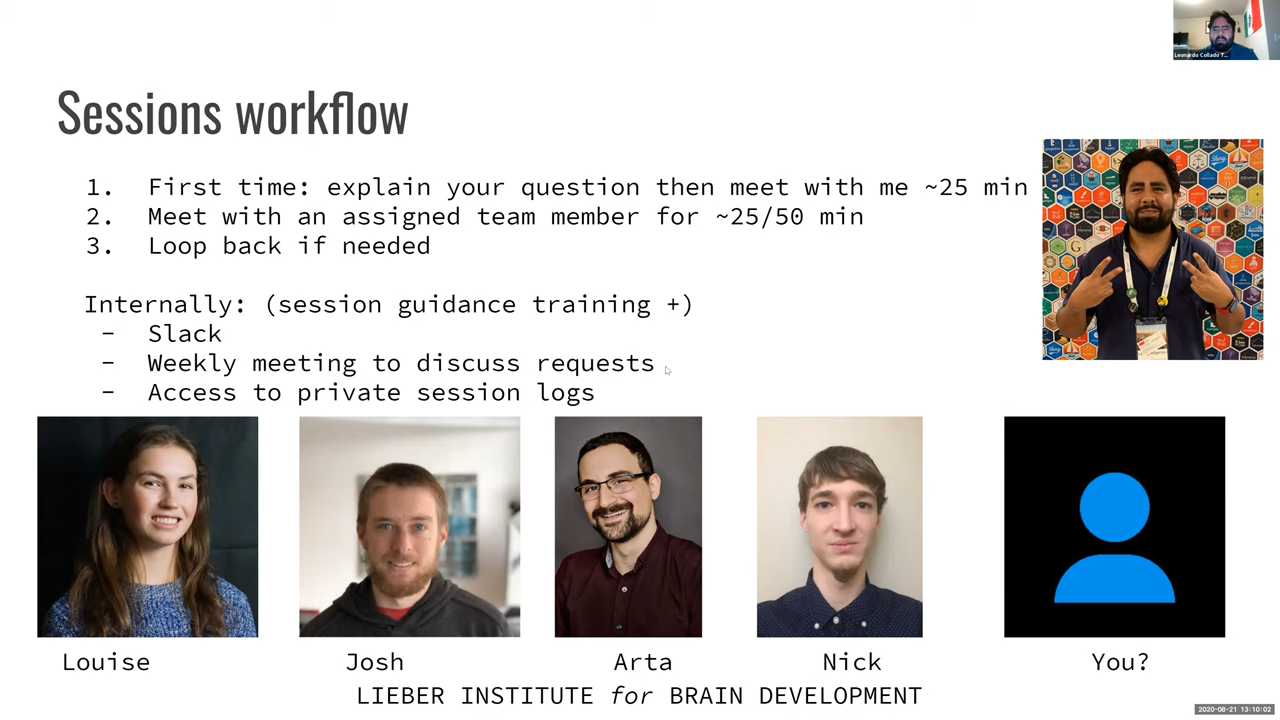 Leonardo Collado T...
Sessions workflow
1. First time: explain your question then meet with me ~25 min
2. Meet with an assigned team member for ~25/50 min
3. Loop back if needed
Internally: (session guidance training +)
- Slack
- Weekly meeting to discuss requests
- Access to private session logs
Louise
Josh
Arta
Nick
You?
LIEBER INSTITUTE for BRAIN DEVELOPMENT
2020-08-21 13:10:02